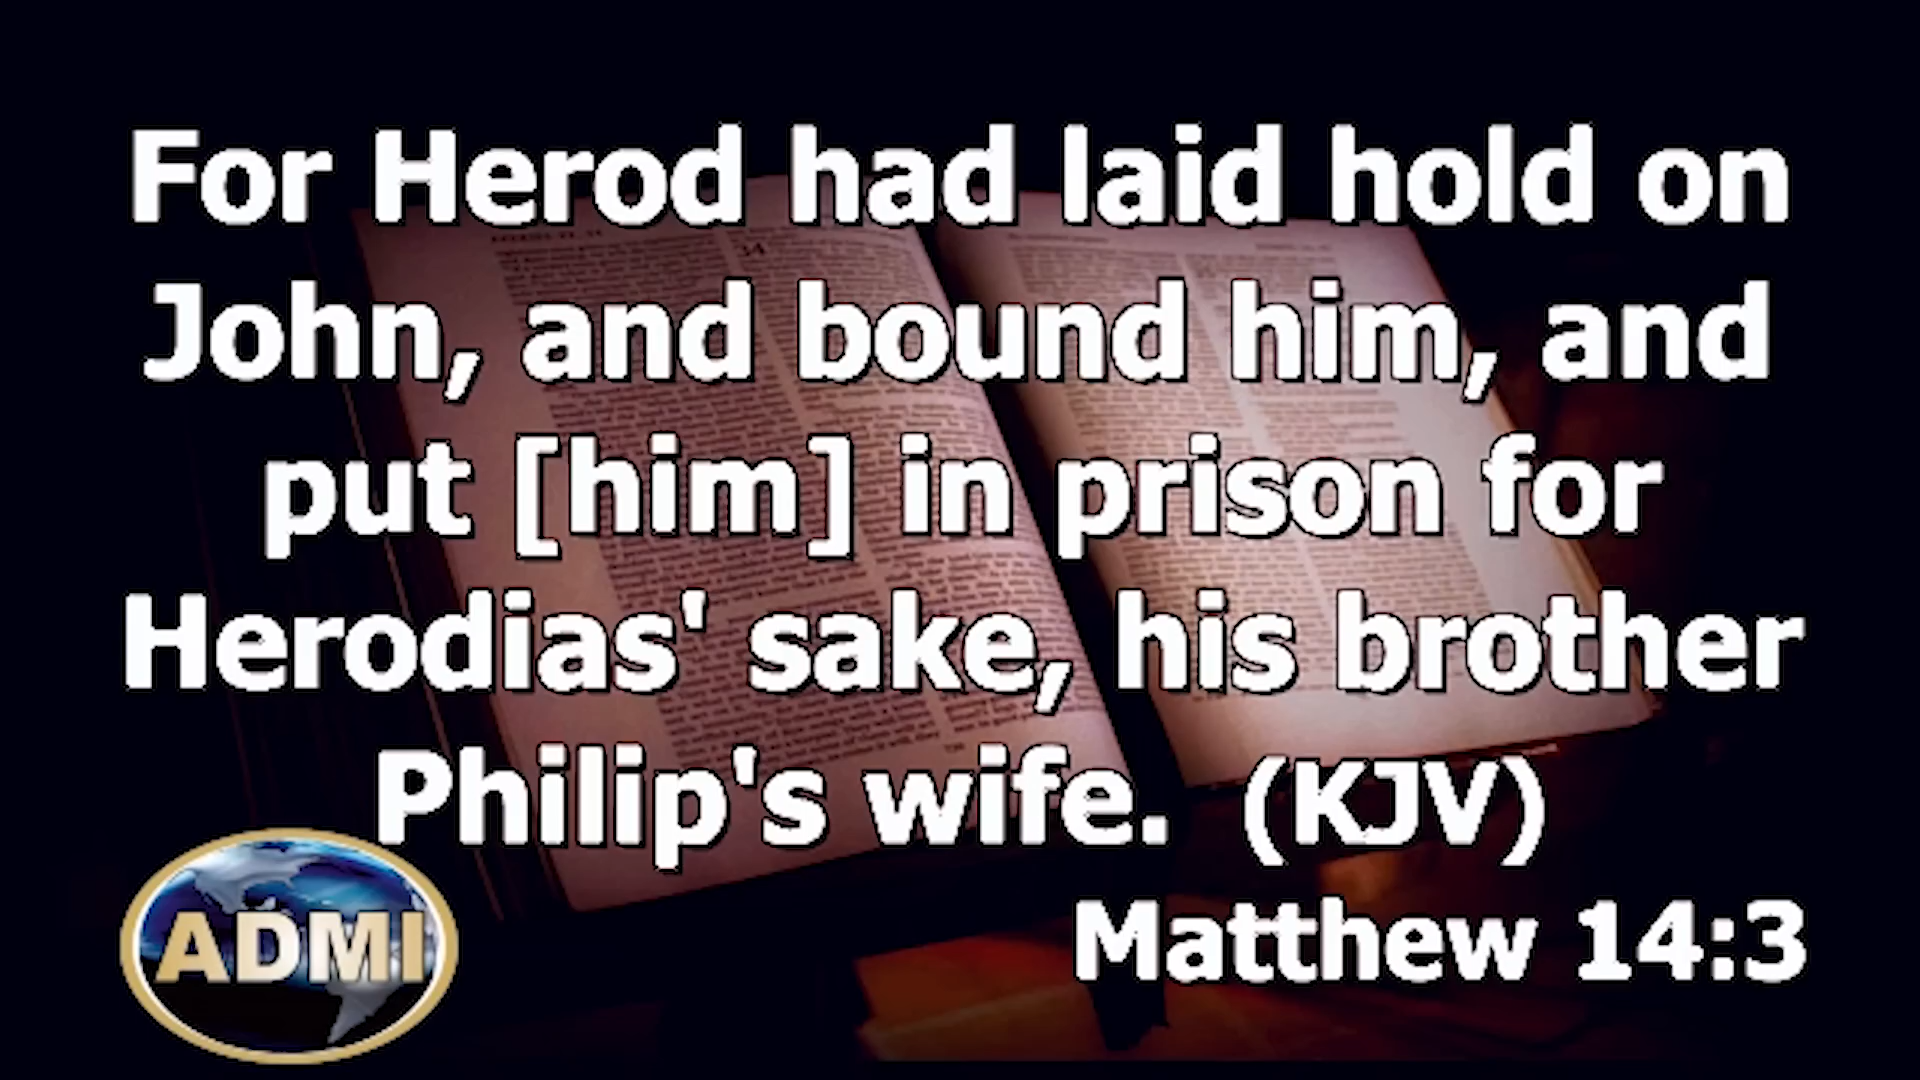 For Herod had laid hold on
John, and bound him, and
put [him] in prison for
Herodias' sake, his brother
Philip's wife.  (KJV)
Matthew 14:3
ADMI